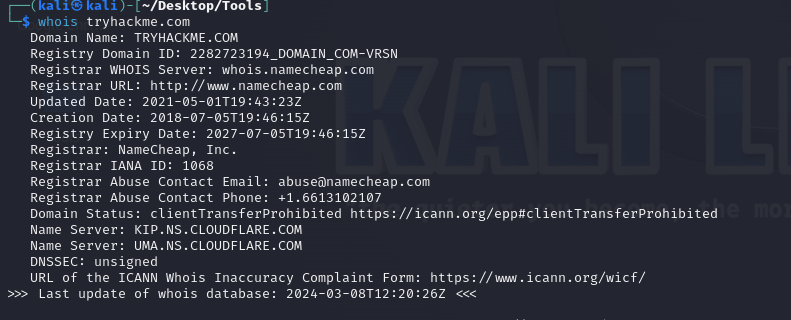 (kali㉿kali)-[~/Desktop/Tools]
$ whois tryhackme.com
Domain Name: TRYHACKME.COM
Registry Domain ID: 2282723194_DOMAIN_COM-VRSN
Registrar WHOIS Server: whois.namecheap.com
Registrar URL: http://www.namecheap.com
Updated Date: 2021-05-01T19:43:23Z
Creation Date: 2018-07-05T19:46:15Z
Registry Expiry Date: 2027-07-05T19:46:15Z
Registrar: NameCheap, Inc.
Registrar IANA ID: 1068
Registrar Abuse Contact Email: abuse@namecheap.com
Registrar Abuse Contact Phone: +1.6613102107
Domain Status: clientTransferProhibited https://icann.org/epp#clientTransferProhibited
Name Server: KIP.NS.CLOUDFLARE.COM
Name Server: UMA.NS.CLOUDFLARE.COM
DNSSEC: unsigned
URL of the ICANN Whois Inaccuracy Complaint Form: https://www.icann.org/wicf/
>>> Last update of whois database: 2024-03-08T12:20:26Z <<<
KALI LI